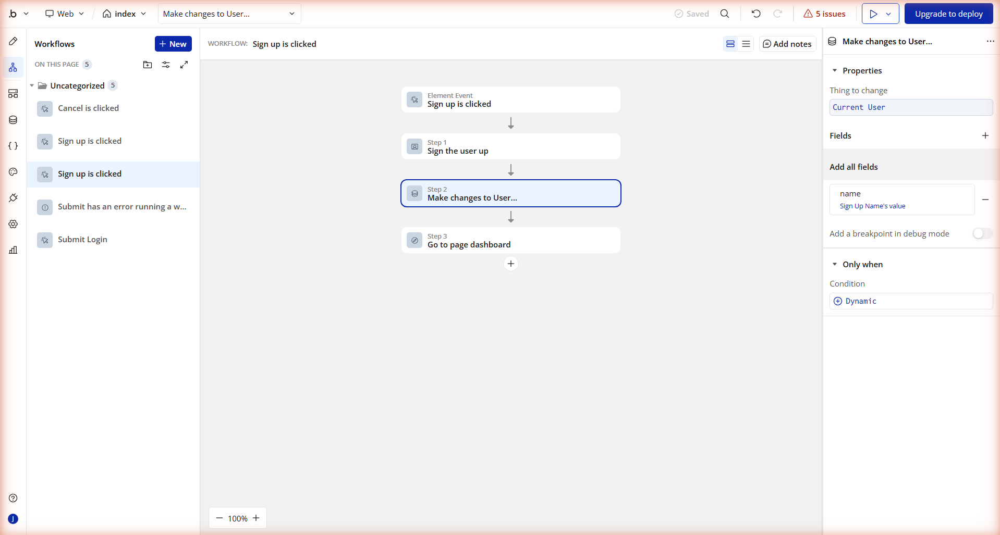 .b
Web
index
Make changes to User...
Saved
5 issues
Upgrade to deploy
Workflows
New
ON THIS PAGE 5
Uncategorized 5
Cancel is clicked
Sign up is clicked
Sign up is clicked
Submit has an error running a w...
Submit Login
J
WORKFLOW: Sign up is clicked
Add notes
Element Event
Sign up is clicked
Step 1
Sign the user up
Step 2
Make changes to User...
Step 3
Go to page dashboard
100%
Make changes to User...
Properties
Thing to change
Current User
Fields
Add all fields
name
Sign Up Name's value
Add a breakpoint in debug mode
Only when
Condition
Dynamic